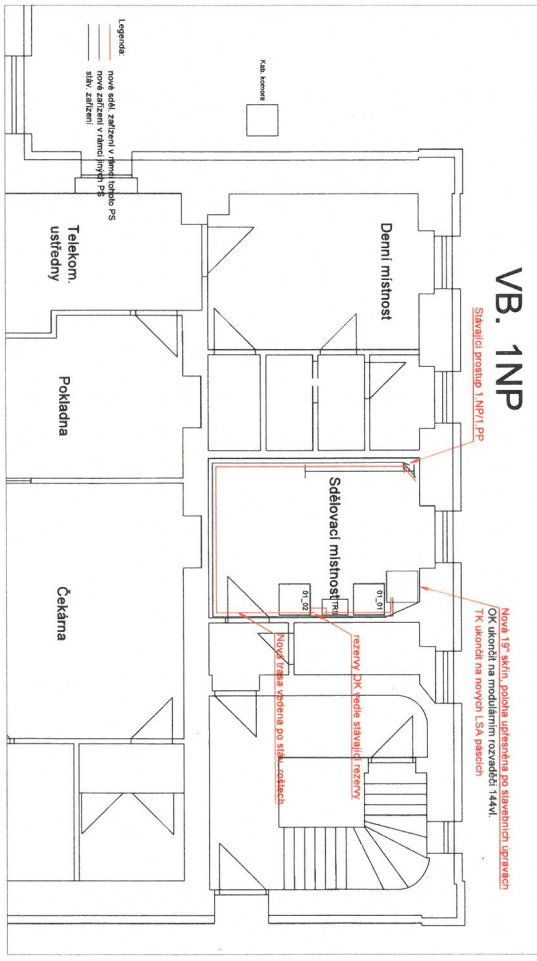 VB. 1NP
Stávající prostup 1.NP/1.PP
Nová 19" skříň, poloha upřesněna po stavebních upravách
OK ukončit na modulárním rozvaděči 144vl.
TK ukončit na nových LSA páscích
Denní místnost
Sdělovací místnost
01_01
TRS
01_02
rezervy OK vedle stávající rezervy
Nová trasa vedena po stáv. roštech
Telekom.
ustředny
Pokladna
Čekárna
Kab. komora
Legenda:
nové sděl. zařízení v rámci tohoto PS
nové zařízení v rámci jiných PS
stáv. zařízení